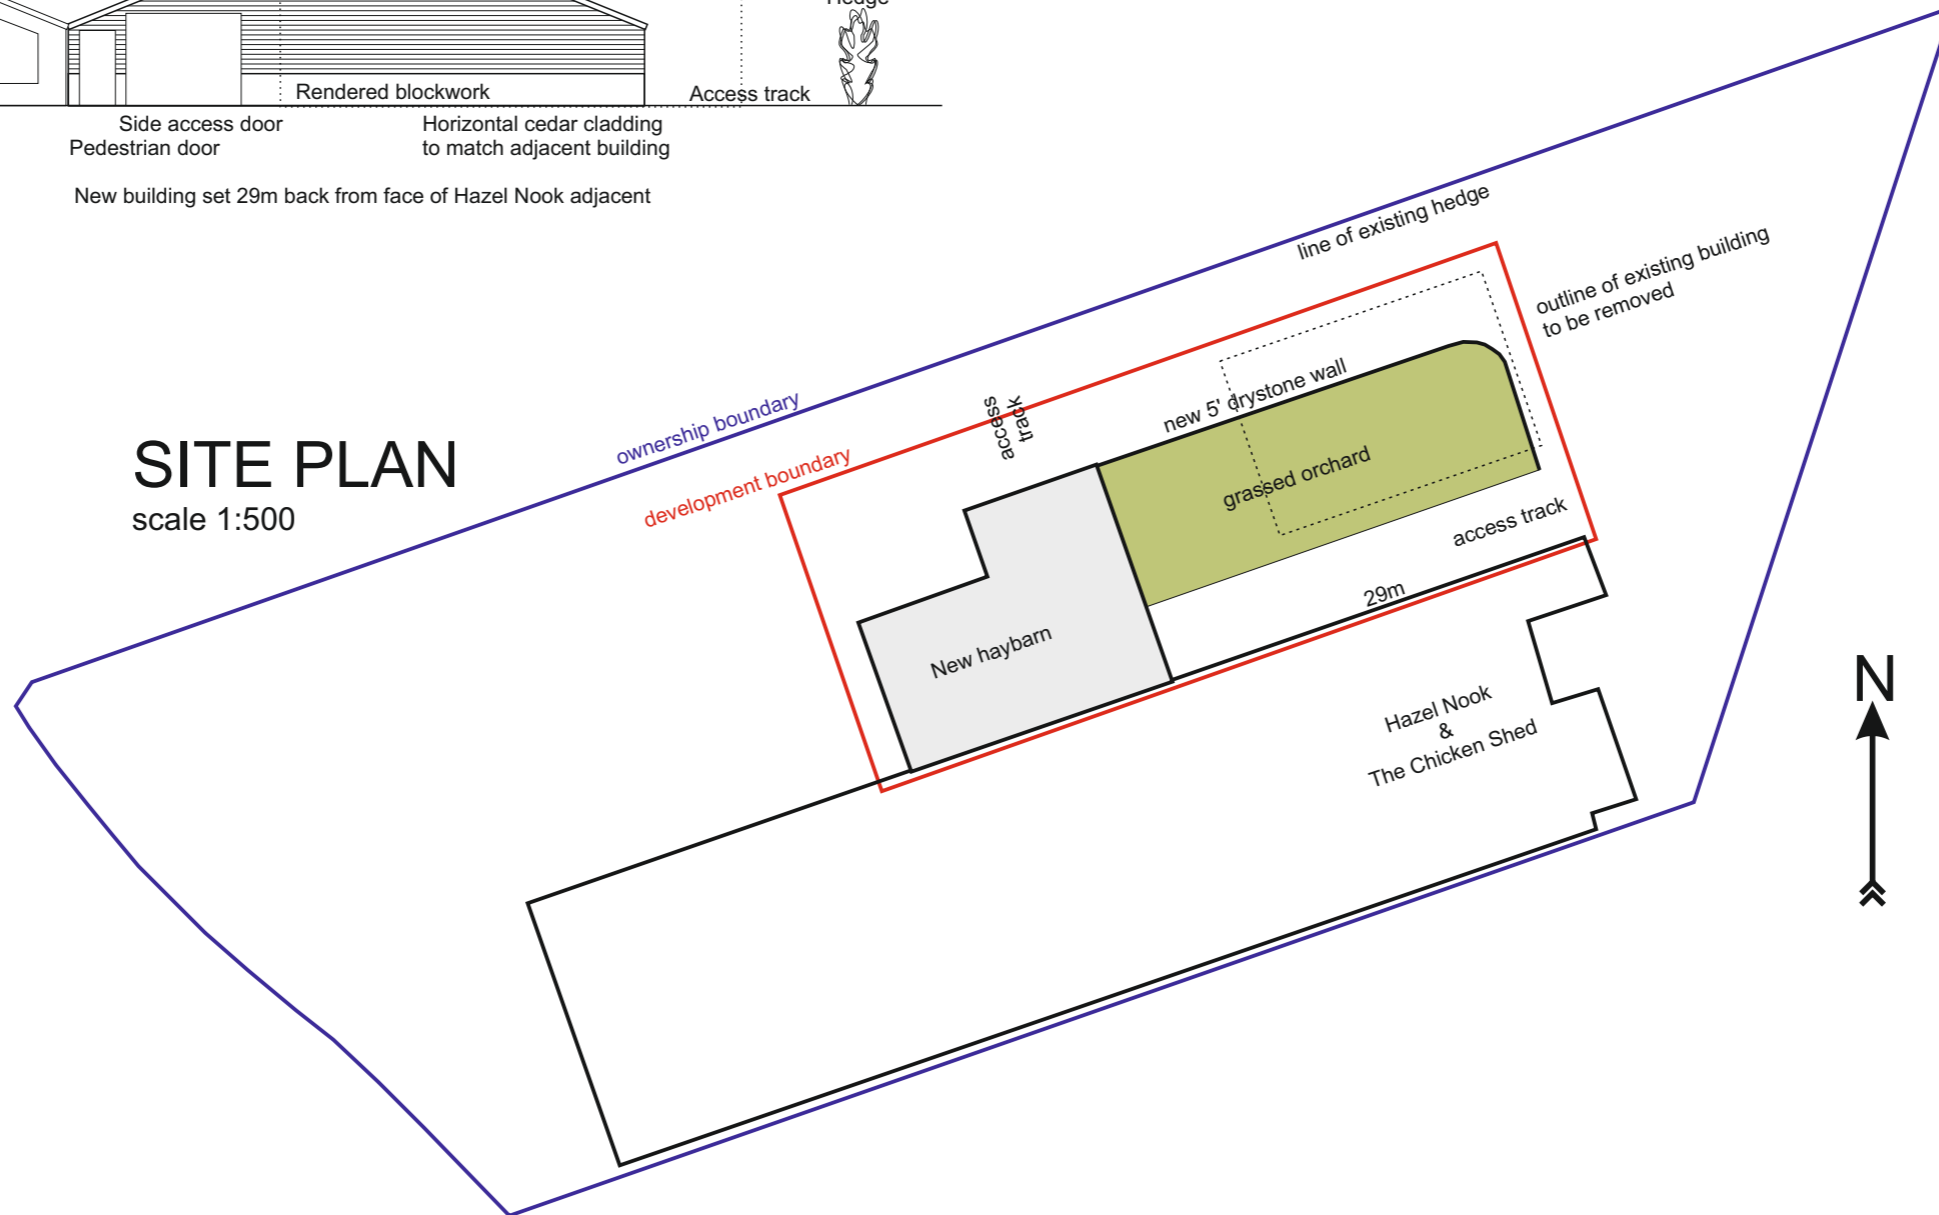 Hedge
Rendered blockwork
Access track
Side access door
Pedestrian door
Horizontal cedar cladding
to match adjacent building
New building set 29m back from face of Hazel Nook adjacent
SITE PLAN
scale 1:500
line of existing hedge
outline of existing building
to be removed
ownership boundary
development boundary
access
track
new 5' drystone wall
grassed orchard
access track
29m
New haybarn
Hazel Nook
&
The Chicken Shed
N